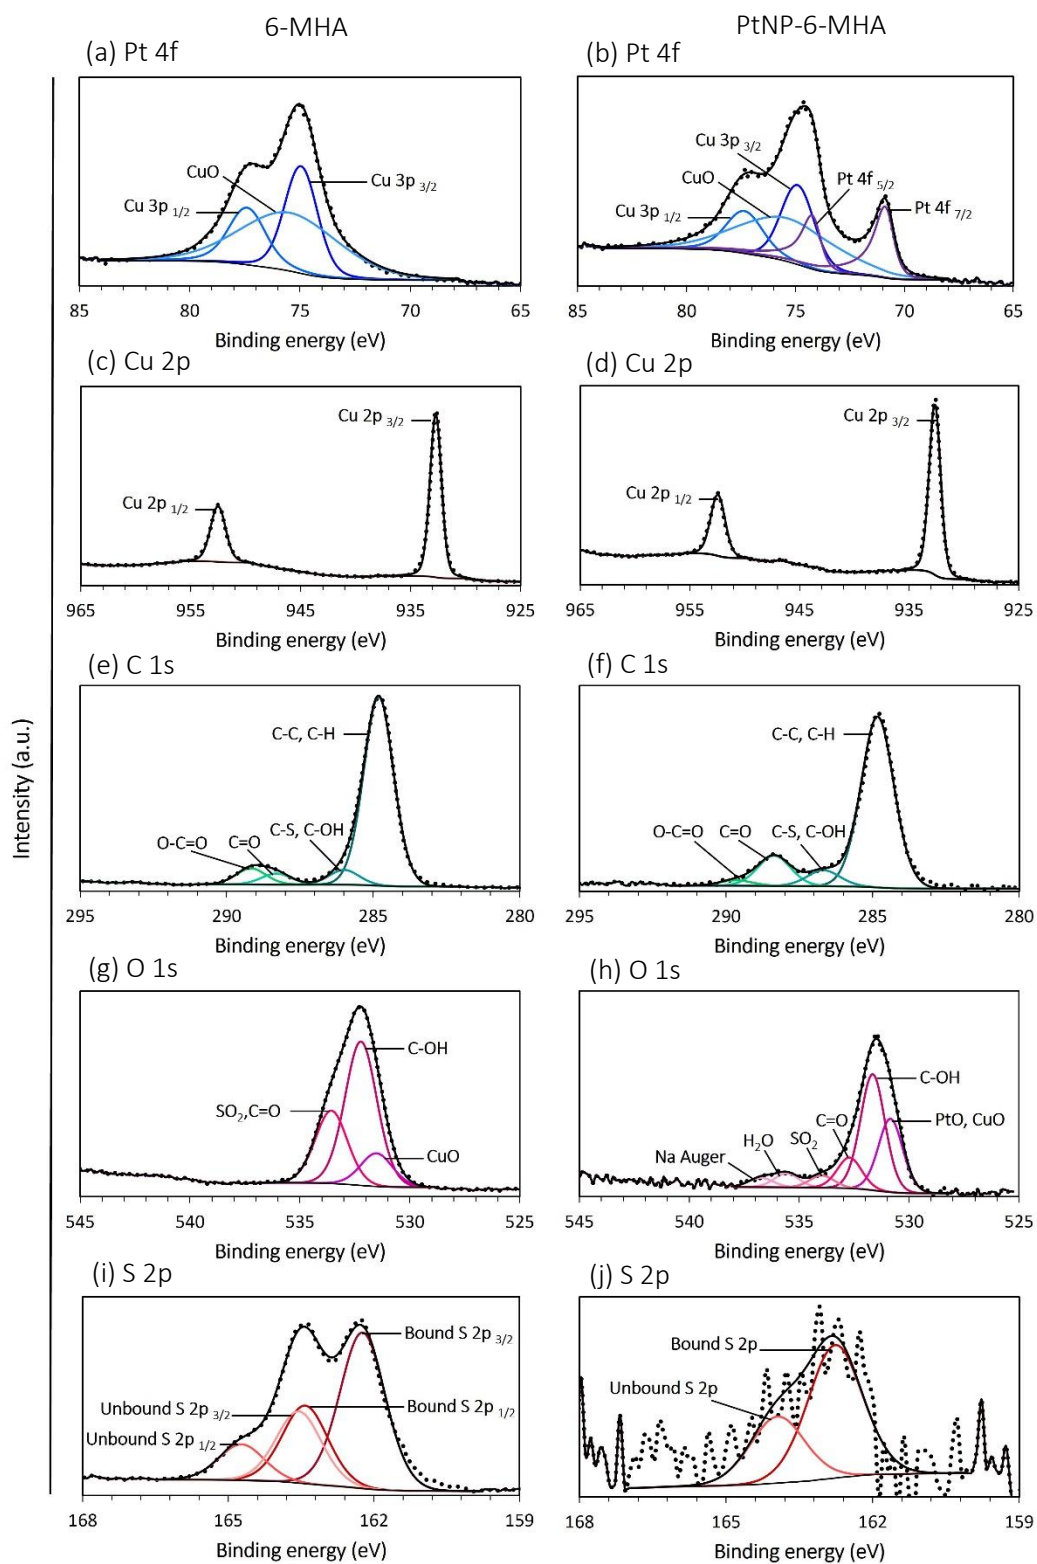 6-MHA
PtNP-6-MHA
(a) Pt 4f
(b) Pt 4f
CuO
Cu 3p 3/2
Cu 3p 1/2
Cu 3p 3/2
CuO
Pt 4f 5/2
Cu 3p 1/2
Pt 4f 7/2
85 80 75 70 65
85 80 75 70 65
Binding energy (eV)
Binding energy (eV)
(c) Cu 2p
(d) Cu 2p
Cu 2p 3/2
Cu 2p 1/2
Cu 2p 3/2
Cu 2p 1/2
965 955 945 935 925
965 955 945 935 925
Binding energy (eV)
Binding energy (eV)
(e) C 1s
(f) C 1s
C-C, C-H
C-S, C-OH
O-C=O
C=O
C-C, C-H
O-C=O
C=O
C-S, C-OH
Intensity (a.u.)
295 290 285 280
295 290 285 280
Binding energy (eV)
Binding energy (eV)
(g) O 1s
(h) O 1s
C-OH
SO2,C=O
CuO
C-OH
PtO, CuO
C=O
SO2
H2O
Na Auger
545 540 535 530 525
545 540 535 530 525
Binding energy (eV)
Binding energy (eV)
(i) S 2p
(j) S 2p
Bound S 2p 3/2
Bound S 2p 1/2
Unbound S 2p 3/2
Unbound S 2p 1/2
Bound S 2p
Unbound S 2p
168 165 162 159
168 165 162 159
Binding energy (eV)
Binding energy (eV)